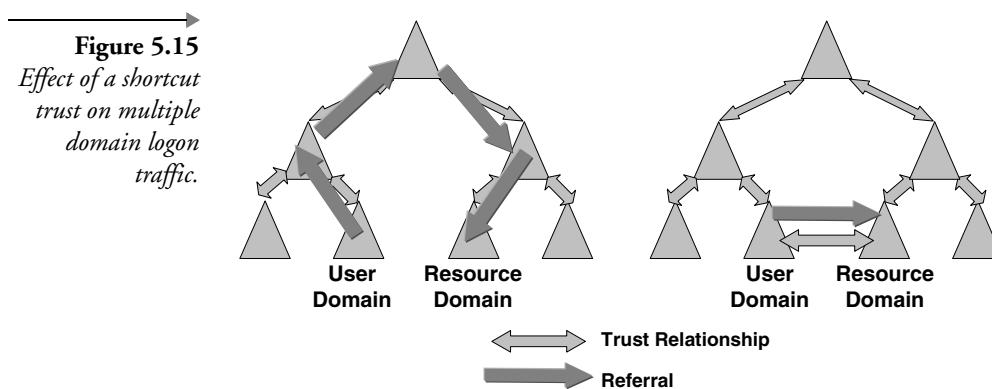 Figure 5.15
Effect of a shortcut
trust on multiple
domain logon
traffic.
User
Domain
Resource
Domain
User
Domain
Resource
Domain
Trust Relationship
Referral